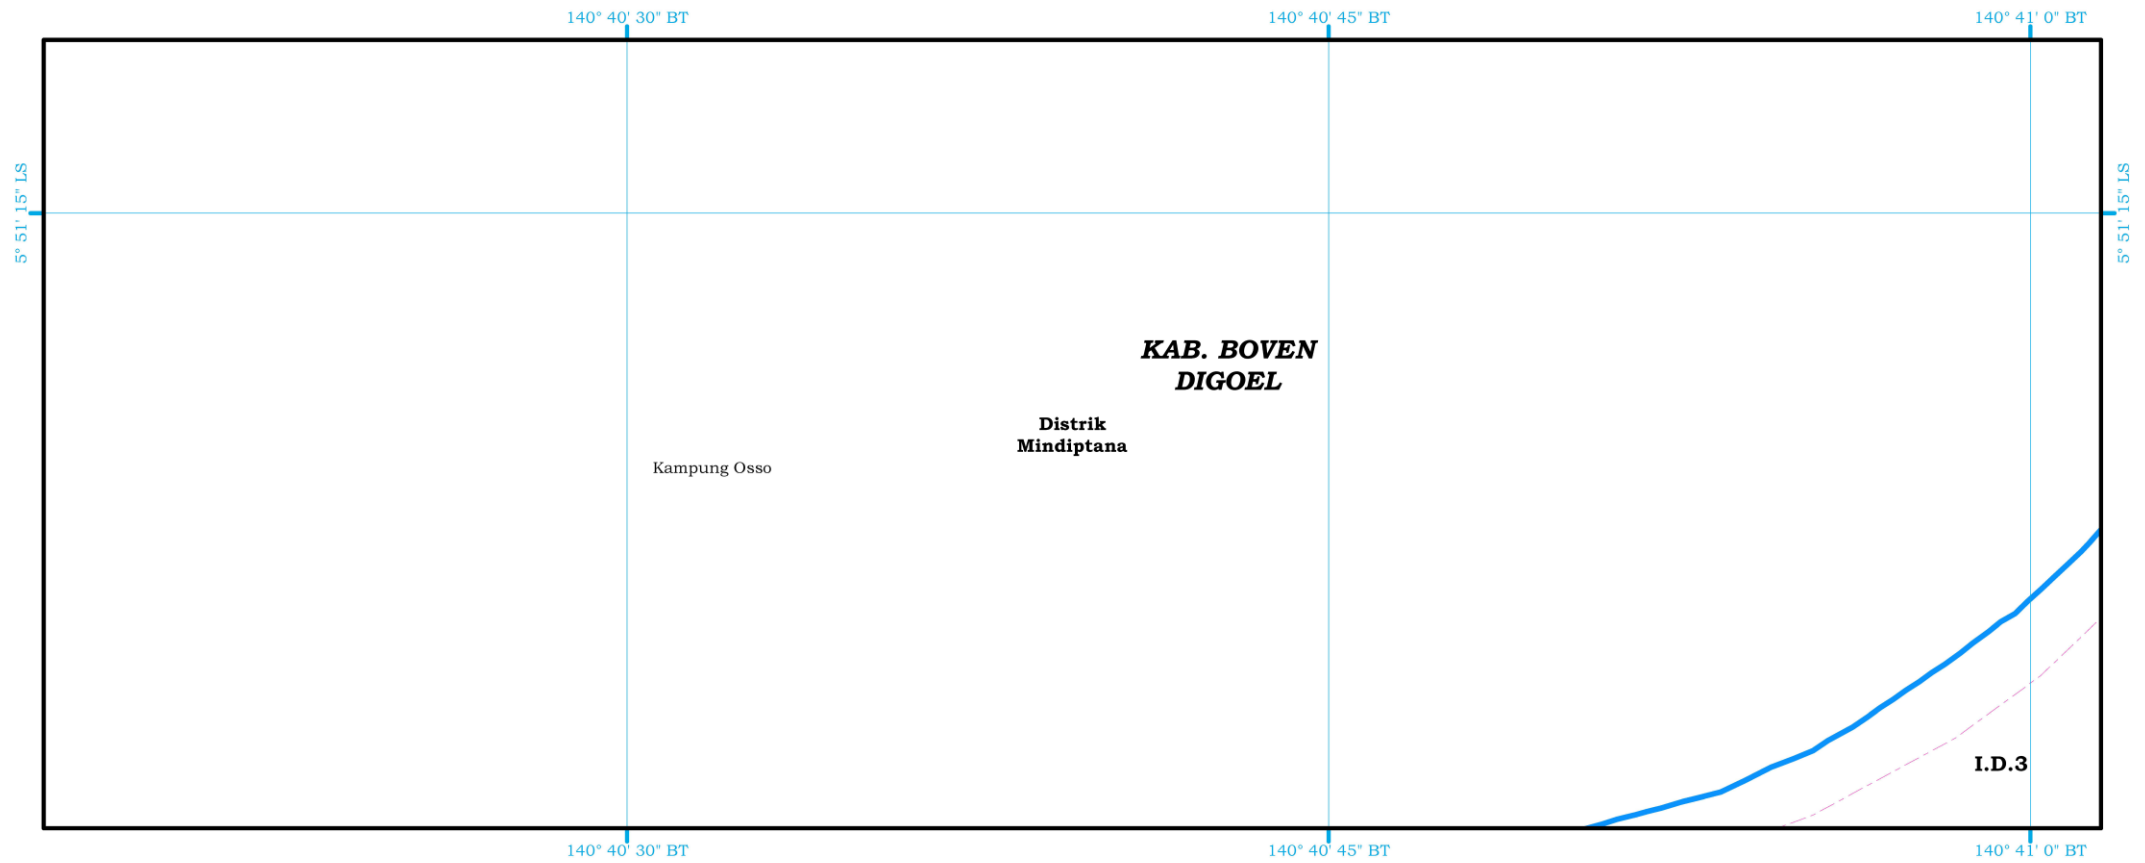 140° 40' 30" BT
140° 40' 45" BT
140° 41' 0" BT
5° 51' 15" LS
5° 51' 15" LS
KAB. BOVEN
DIGOEL
Distrik
Mindiptana
Kampung Osso
I.D.3
140° 40' 30" BT
140° 40' 45" BT
140° 41' 0" BT